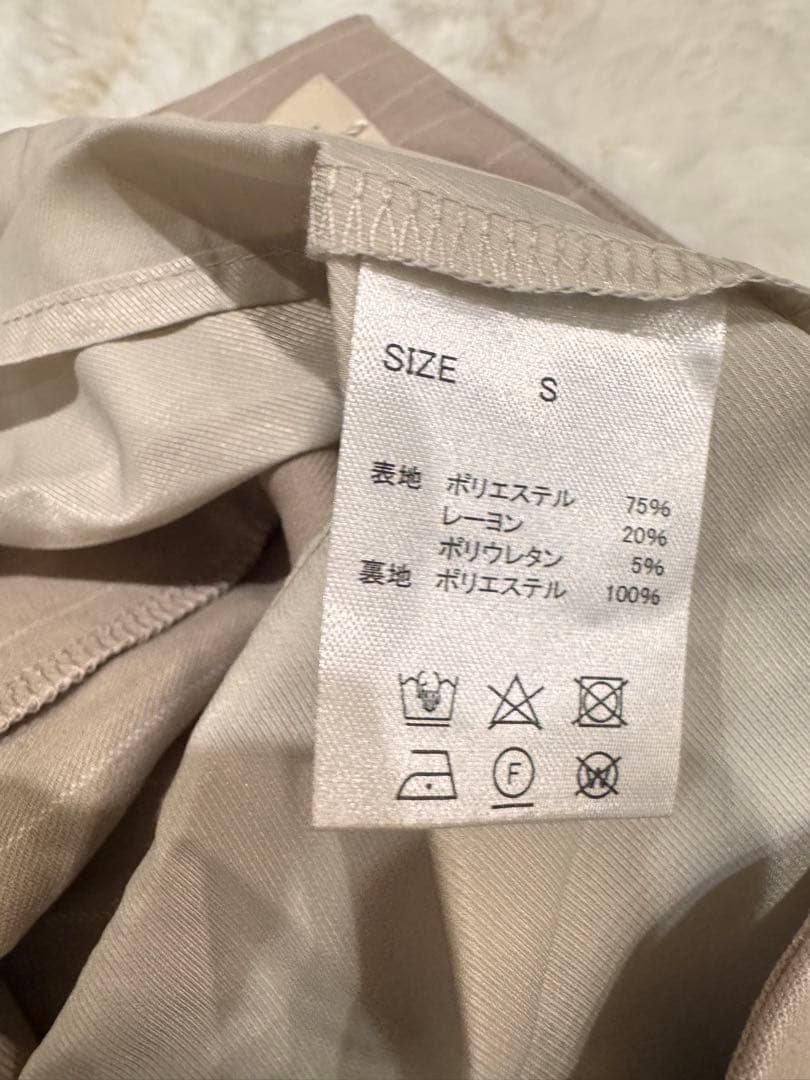 SIZE S
表地 ポリエステル 75%
レーヨン 20%
ポリウレタン 5%
裏地 ポリエステル 100%
F W